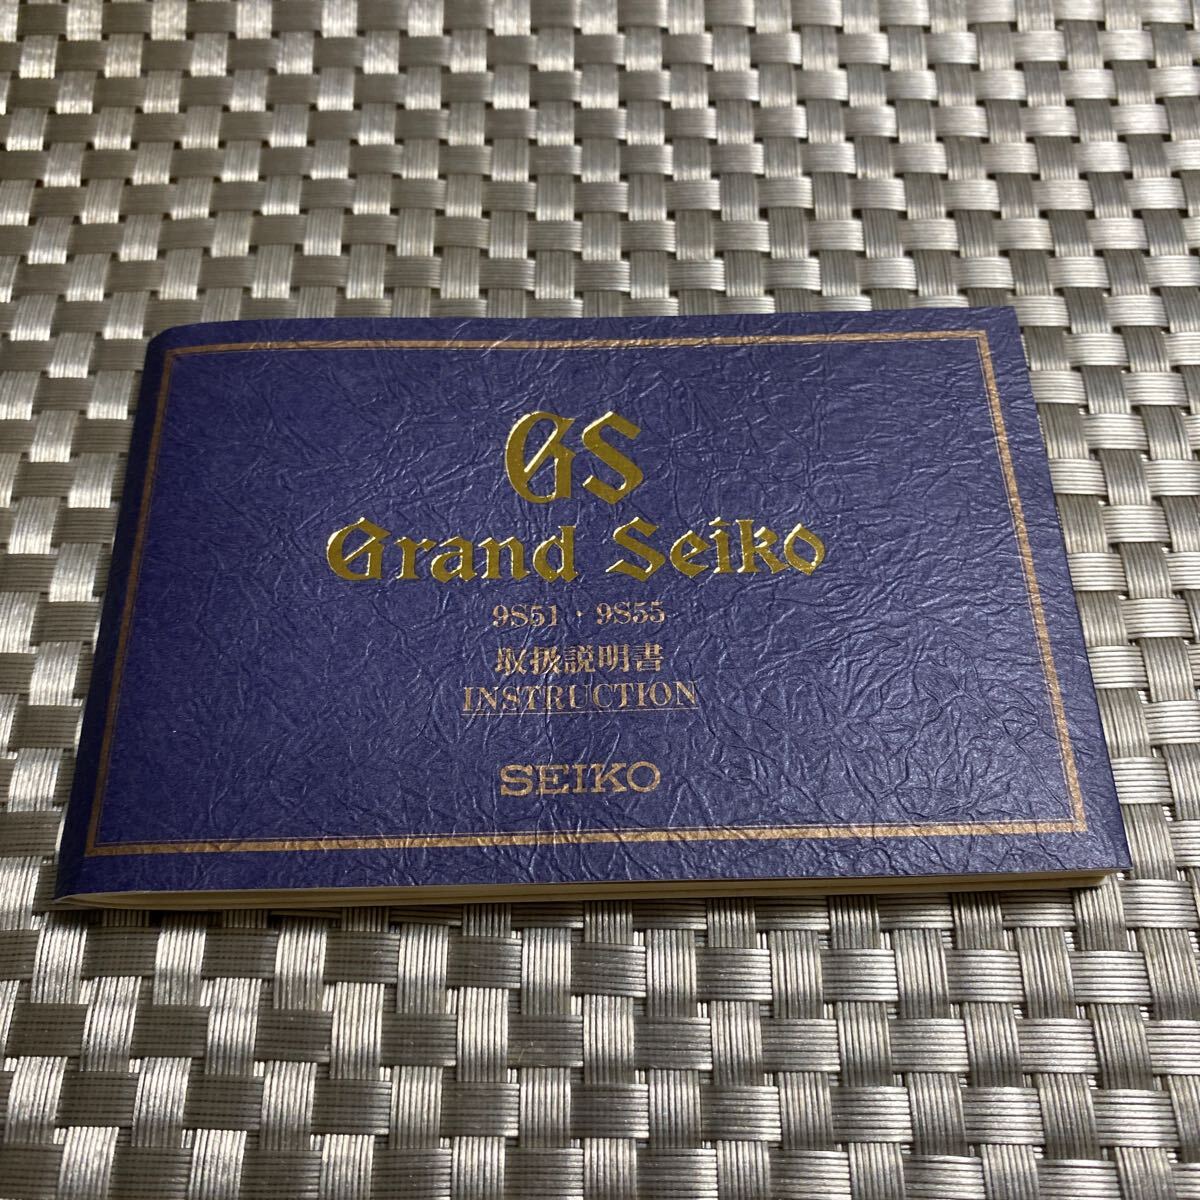 GS
Grand Seiko
9S51・9S55
取扱説明書
INSTRUCTION
SEIKO